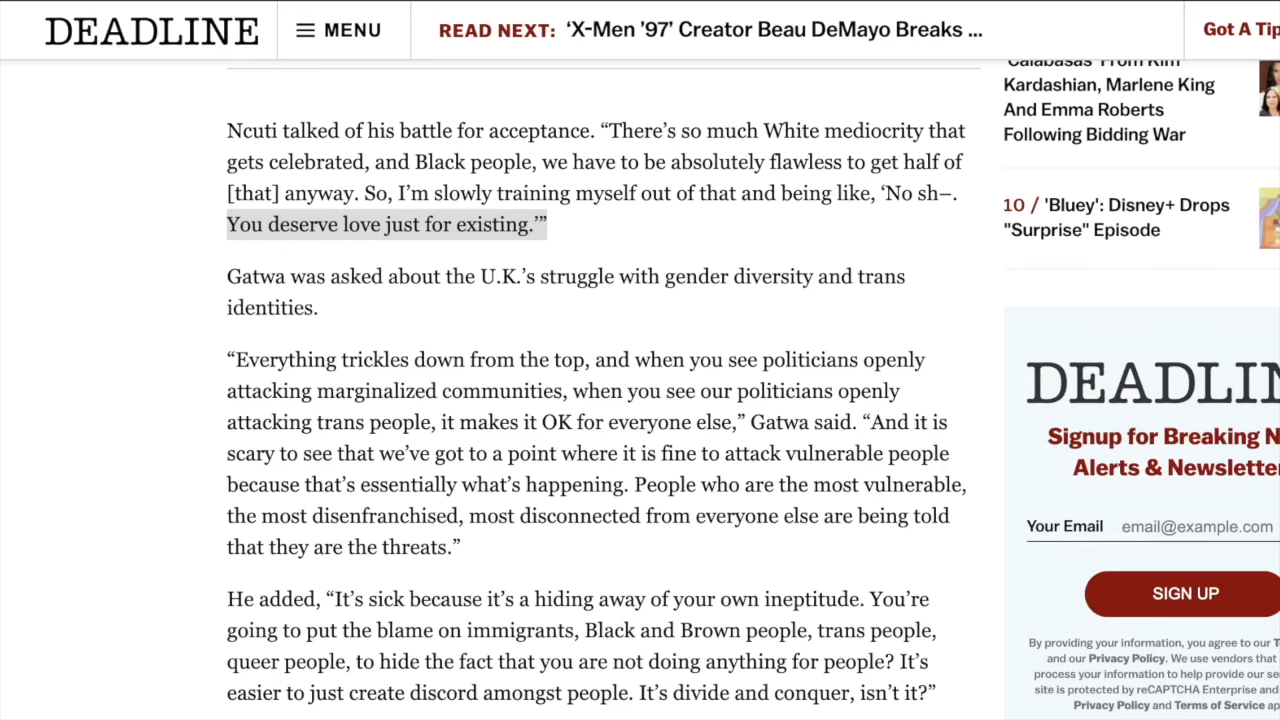 DEADLINE
MENU
READ NEXT: ‘X-Men ’97’ Creator Beau DeMayo Breaks ...
Got A Tip
Calabasas' From Kim
Kardashian, Marlene King
And Emma Roberts
Following Bidding War
10 / 'Bluey': Disney+ Drops
"Surprise" Episode
Ncuti talked of his battle for acceptance. “There’s so much White mediocrity that
gets celebrated, and Black people, we have to be absolutely flawless to get half of
[that] anyway. So, I’m slowly training myself out of that and being like, ‘No sh–.
You deserve love just for existing.’”
Gatwa was asked about the U.K.’s struggle with gender diversity and trans
identities.
“Everything trickles down from the top, and when you see politicians openly
attacking marginalized communities, when you see our politicians openly
attacking trans people, it makes it OK for everyone else,” Gatwa said. “And it is
scary to see that we’ve got to a point where it is fine to attack vulnerable people
because that’s essentially what’s happening. People who are the most vulnerable,
the most disenfranchised, most disconnected from everyone else are being told
that they are the threats.”
He added, “It’s sick because it’s a hiding away of your own ineptitude. You’re
going to put the blame on immigrants, Black and Brown people, trans people,
queer people, to hide the fact that you are not doing anything for people? It’s
easier to just create discord amongst people. It’s divide and conquer, isn’t it?”
DEADLIN
Signup for Breaking N
Alerts & Newslette
Your Email email@example.com
SIGN UP
By providing your information, you agree to our T
and our Privacy Policy. We use vendors that
process your information to help provide our se
site is protected by reCAPTCHA Enterprise and
Privacy Policy and Terms of Service ap